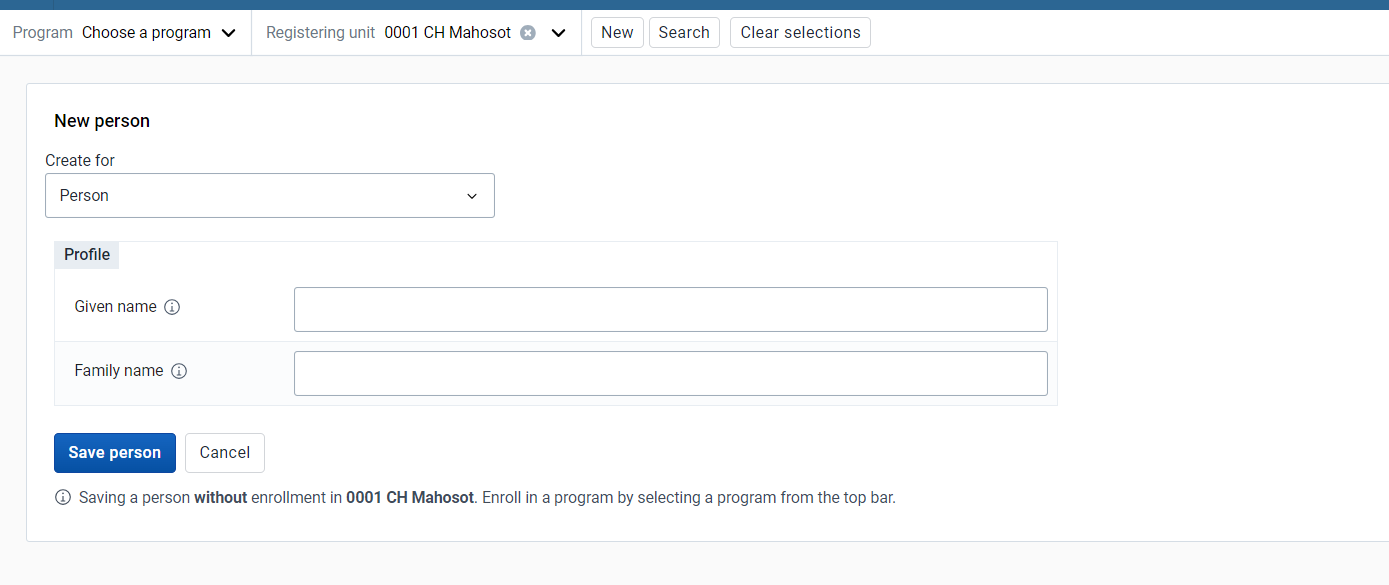 Program Choose a program Registering unit 0001 CH Mahosot New Search Clear selections
New person
Create for
Person
Profile
Given name
Family name
Save person Cancel
Saving a person without enrollment in 0001 CH Mahosot. Enroll in a program by selecting a program from the top bar.